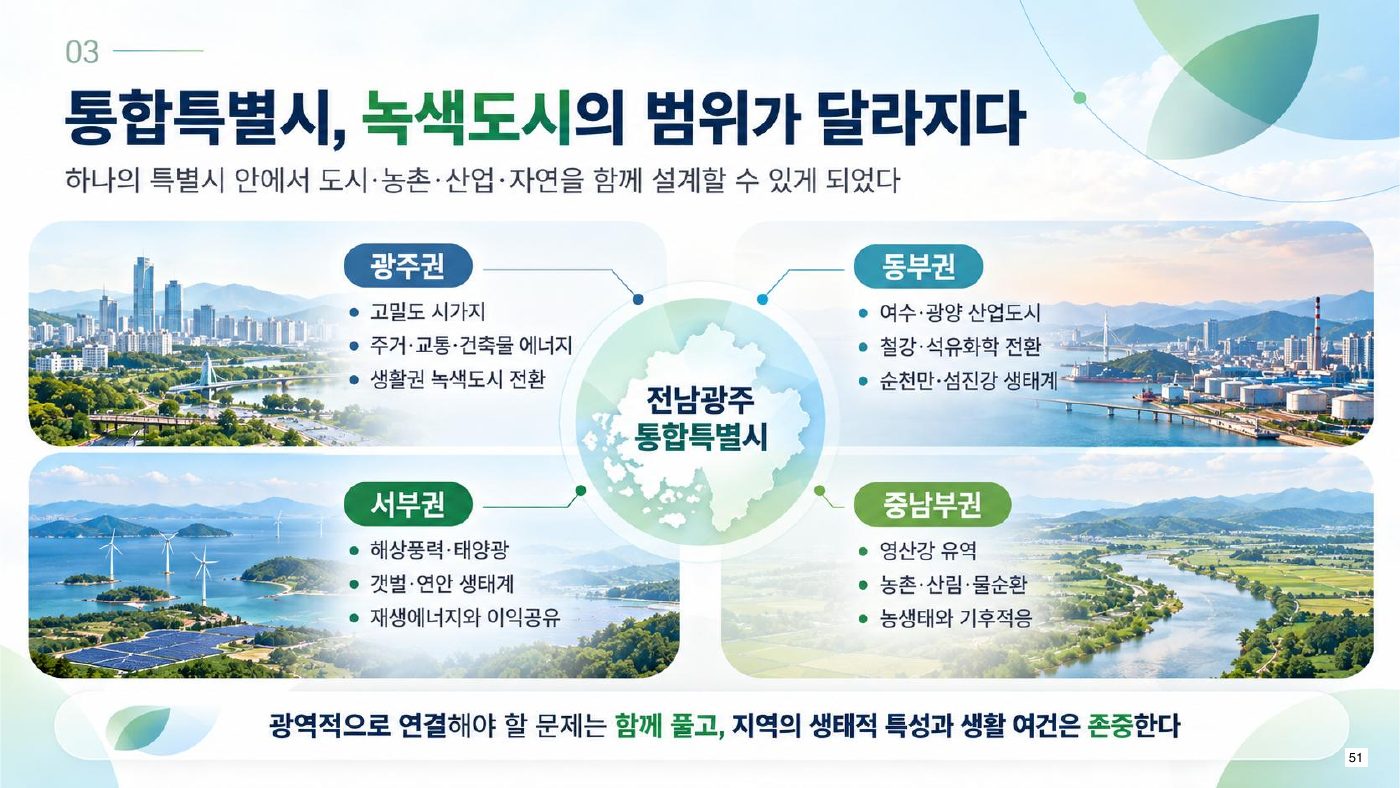 03
통합특별시, 녹색도시의 범위가 달라지다
하나의 특별시 안에서 도시·농촌·산업·자연을 함께 설계할 수 있게 되었다
광주권
• 고밀도 시가지
• 주거·교통·건축물 에너지
• 생활권 녹색도시 전환
동부권
• 여수·광양 산업도시
• 철강·석유화학 전환
• 순천만·섬진강 생태계
전남광주
통합특별시
서부권
• 해상풍력·태양광
• 갯벌·연안 생태계
• 재생에너지와 이익공유
중남부권
• 영산강 유역
• 농촌·산림·물순환
• 농생태와 기후적응
광역적으로 연결해야 할 문제는 함께 풀고, 지역의 생태적 특성과 생활 여건은 존중한다
51